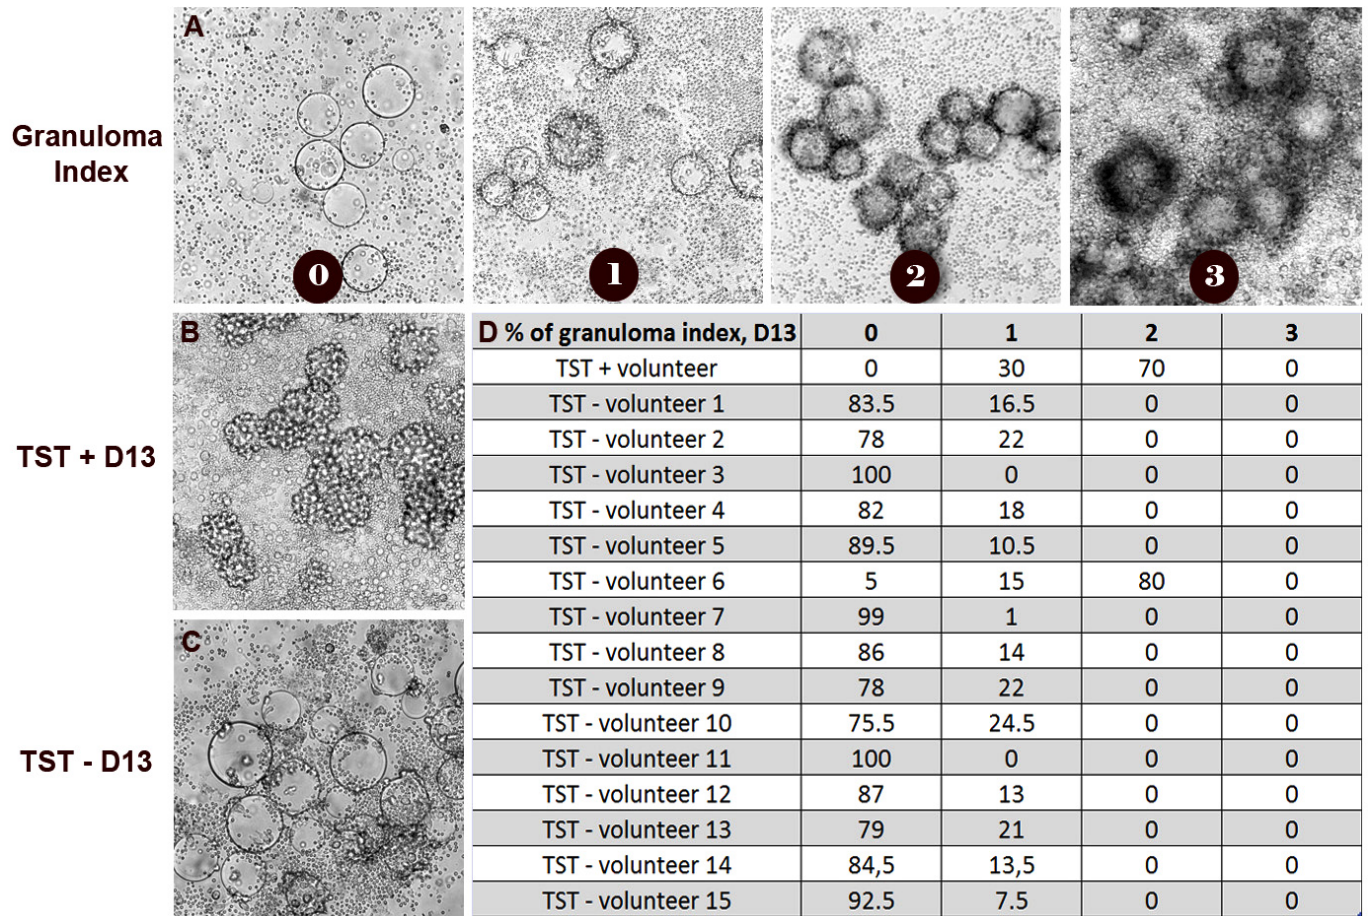 A
Granuloma
Index
0
1
2
3
B
TST + D13
C
TST - D13
D % of granuloma index, D13 0 1 2 3
TST + volunteer 0 30 70 0
TST - volunteer 1 83.5 16.5 0 0
TST - volunteer 2 78 22 0 0
TST - volunteer 3 100 0 0 0
TST - volunteer 4 82 18 0 0
TST - volunteer 5 89.5 10.5 0 0
TST - volunteer 6 5 15 80 0
TST - volunteer 7 99 1 0 0
TST - volunteer 8 86 14 0 0
TST - volunteer 9 78 22 0 0
TST - volunteer 10 75.5 24.5 0 0
TST - volunteer 11 100 0 0 0
TST - volunteer 12 87 13 0 0
TST - volunteer 13 79 21 0 0
TST - volunteer 14 84,5 13,5 0 0
TST - volunteer 15 92.5 7.5 0 0